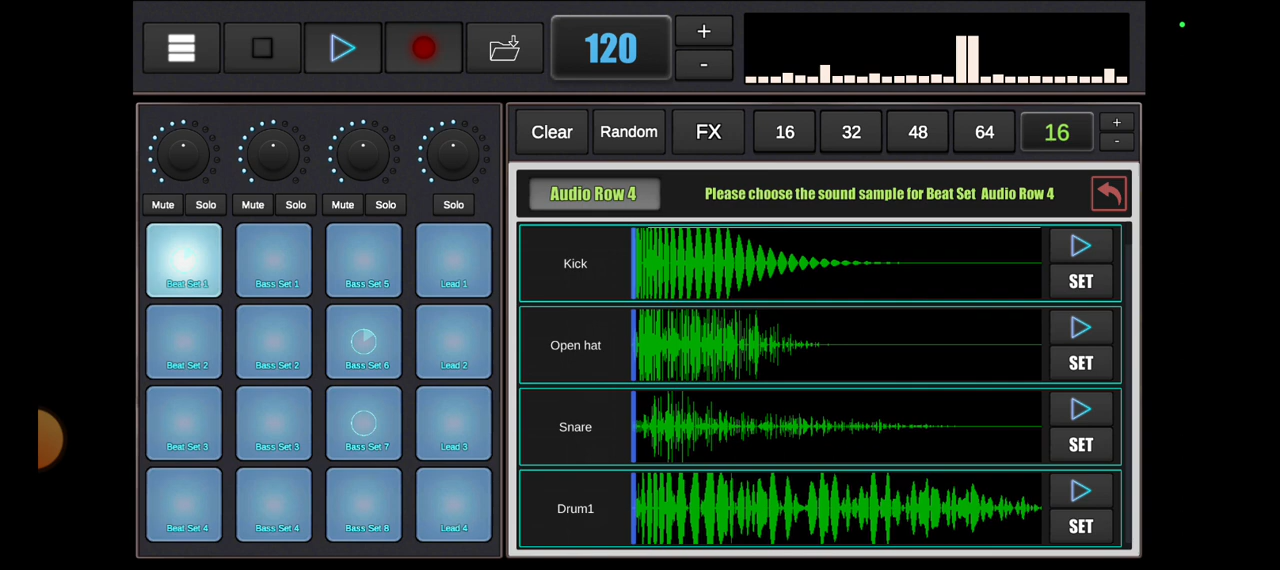 120
+
-
Clear Random FX 16 32 48 64 16 + -
Mute Solo Mute Solo Mute Solo Solo
Audio Row 4 Please choose the sound sample for Beat Set Audio Row 4
Beat Set 1 Bass Set 1 Bass Set 5 Lead 1
Beat Set 2 Bass Set 2 Bass Set 6 Lead 2
Beat Set 3 Bass Set 3 Bass Set 7 Lead 3
Beat Set 4 Bass Set 4 Bass Set 8 Lead 4
Kick
SET
Open hat
SET
Snare
SET
Drum1
SET